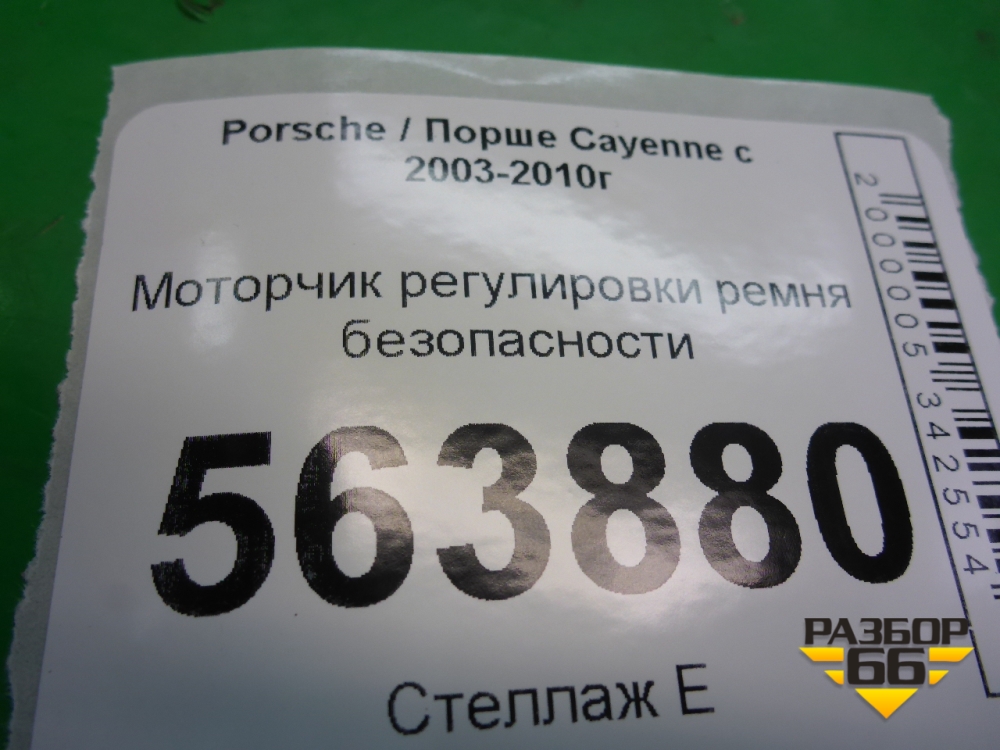 Porsche / Порше Cayenne с
2003-2010г
Моторчик регулировки ремня
безопасности
563880
Стеллаж Е
2000005342554
РАЗБОР
66